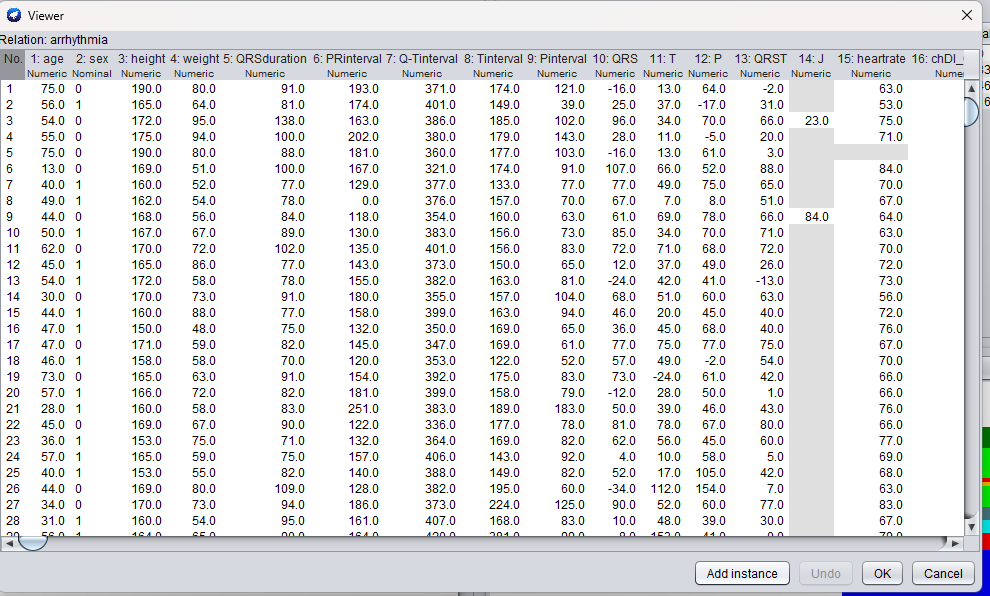 Viewer
Relation: arrhythmia
No. 1: age 2: sex 3: height 4: weight 5: QRSduration 6: PRinterval 7: Q-Tinterval 8: Tinterval 9: Pinterval 10: QRS 11: T 12: P 13: QRST 14: J 15: heartrate 16: chDI_
Numeric Nominal Numeric Numeric Numeric Numeric Numeric Numeric Numeric Numeric Numeric Numeric Numeric Numeric Numeric Nume
1 75.0 0 190.0 80.0 91.0 193.0 371.0 174.0 121.0 -16.0 13.0 64.0 -2.0 63.0
2 56.0 1 165.0 64.0 81.0 174.0 401.0 149.0 39.0 25.0 37.0 -17.0 31.0 53.0
3 54.0 0 172.0 95.0 138.0 163.0 386.0 185.0 102.0 96.0 34.0 70.0 66.0 23.0 75.0
4 55.0 0 175.0 94.0 100.0 202.0 380.0 179.0 143.0 28.0 11.0 -5.0 20.0 71.0
5 75.0 0 190.0 80.0 88.0 181.0 360.0 177.0 103.0 -16.0 13.0 61.0 3.0
6 13.0 0 169.0 51.0 100.0 167.0 321.0 174.0 91.0 107.0 66.0 52.0 88.0 84.0
7 40.0 1 160.0 52.0 77.0 129.0 377.0 133.0 77.0 77.0 49.0 75.0 65.0 70.0
8 49.0 1 162.0 54.0 78.0 0.0 376.0 157.0 70.0 67.0 7.0 8.0 51.0 67.0
9 44.0 0 168.0 56.0 84.0 118.0 354.0 160.0 63.0 61.0 69.0 78.0 66.0 84.0 64.0
10 50.0 1 167.0 67.0 89.0 130.0 383.0 156.0 73.0 85.0 34.0 70.0 71.0 63.0
11 62.0 0 170.0 72.0 102.0 135.0 401.0 156.0 83.0 72.0 71.0 68.0 72.0 70.0
12 45.0 1 165.0 86.0 77.0 143.0 373.0 150.0 65.0 12.0 37.0 49.0 26.0 72.0
13 54.0 1 172.0 58.0 78.0 155.0 382.0 163.0 81.0 -24.0 42.0 41.0 -13.0 73.0
14 30.0 0 170.0 73.0 91.0 180.0 355.0 157.0 104.0 68.0 51.0 60.0 63.0 56.0
15 44.0 1 160.0 88.0 77.0 158.0 399.0 163.0 94.0 46.0 20.0 45.0 40.0 72.0
16 47.0 1 150.0 48.0 75.0 132.0 350.0 169.0 65.0 36.0 45.0 68.0 40.0 76.0
17 47.0 0 171.0 59.0 82.0 145.0 347.0 169.0 61.0 77.0 75.0 77.0 75.0 67.0
18 46.0 1 158.0 58.0 70.0 120.0 353.0 122.0 52.0 57.0 49.0 -2.0 54.0 70.0
19 73.0 0 165.0 63.0 91.0 154.0 392.0 175.0 83.0 73.0 -24.0 61.0 42.0 66.0
20 57.0 1 166.0 72.0 82.0 181.0 399.0 158.0 79.0 -12.0 28.0 50.0 1.0 66.0
21 28.0 1 160.0 58.0 83.0 251.0 383.0 189.0 183.0 50.0 39.0 46.0 43.0 76.0
22 45.0 0 169.0 67.0 90.0 122.0 336.0 177.0 78.0 81.0 78.0 67.0 80.0 66.0
23 36.0 1 153.0 75.0 71.0 132.0 364.0 169.0 82.0 62.0 56.0 45.0 60.0 77.0
24 57.0 1 165.0 59.0 75.0 157.0 406.0 143.0 92.0 4.0 10.0 58.0 5.0 69.0
25 40.0 1 153.0 55.0 82.0 140.0 388.0 149.0 82.0 52.0 17.0 105.0 42.0 68.0
26 44.0 0 169.0 80.0 109.0 128.0 382.0 195.0 60.0 -34.0 112.0 154.0 7.0 63.0
27 34.0 0 170.0 73.0 94.0 186.0 373.0 224.0 125.0 90.0 52.0 60.0 77.0 83.0
28 31.0 1 160.0 54.0 95.0 161.0 407.0 168.0 83.0 10.0 48.0 39.0 30.0 67.0
Add instance Undo OK Cancel